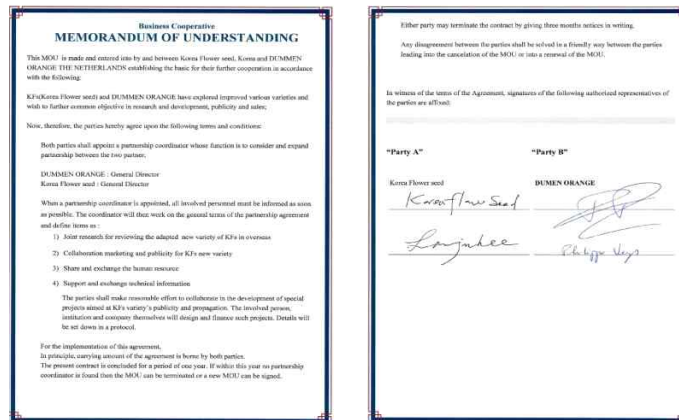 Business Cooperative
MEMORANDUM OF UNDERSTANDING
This MOU is made and entered into by and between Korea Flower seed, Korea and DUMMEN
ORANGE THE NETHERLANDS establishing the basic for their further cooperation in accordance
with the following:
KFs(Korea Flower seed) and DUMMEN ORANGE have explored improved various varieties and
wish to further common objective in research and development, publicity and sales;
Now, therefore, the parties hereby agree upon the following terms and conditions:
Both parties shall appoint a partnership coordinator whose function is to consider and expand
partnership between the two partner;
DUMMEN ORANGE : General Director
Korea Flower seed : General Director
When a partnership coordinator is appointed, all involved personnel must be informed as soon
as possible. The coordinator will then work on the general terms of the partnership agreement
and define items as :
1) Joint research for reviewing the adapted new variety of KFs in overseas
2) Collaboration marketing and publicity for KFs new variety
3) Share and exchange the human resource
4) Support and exchange technical information
The parties shall make reasonable effort to collaborate in the development of special
projects aimed at KFs variety's publicity and propagation. The involved person,
institution and company themselves will design and finance such projects. Details will
be set down in a protocol.
For the implementation of this agreement,
In principle, carrying amount of the agreement is borne by both parties.
The present contract is concluded for a period of one year. If within this year no partnership
coordinator is found then the MOU can be terminated or a new MOU can be signed.
Either party may terminate the contract by giving three months notices in writing.
Any disagreement between the parties shall be solved in a friendly way between the parties
leading into the cancelation of the MOU or into a renewal of the MOU.
In witness of the terms of the Agreement, signatures of the following authorized representatives of
the parties are affixed:
"Party A" "Party B"
Korea Flower seed DUMEN ORANGE
Korea Flower Seed
Philippe Veys